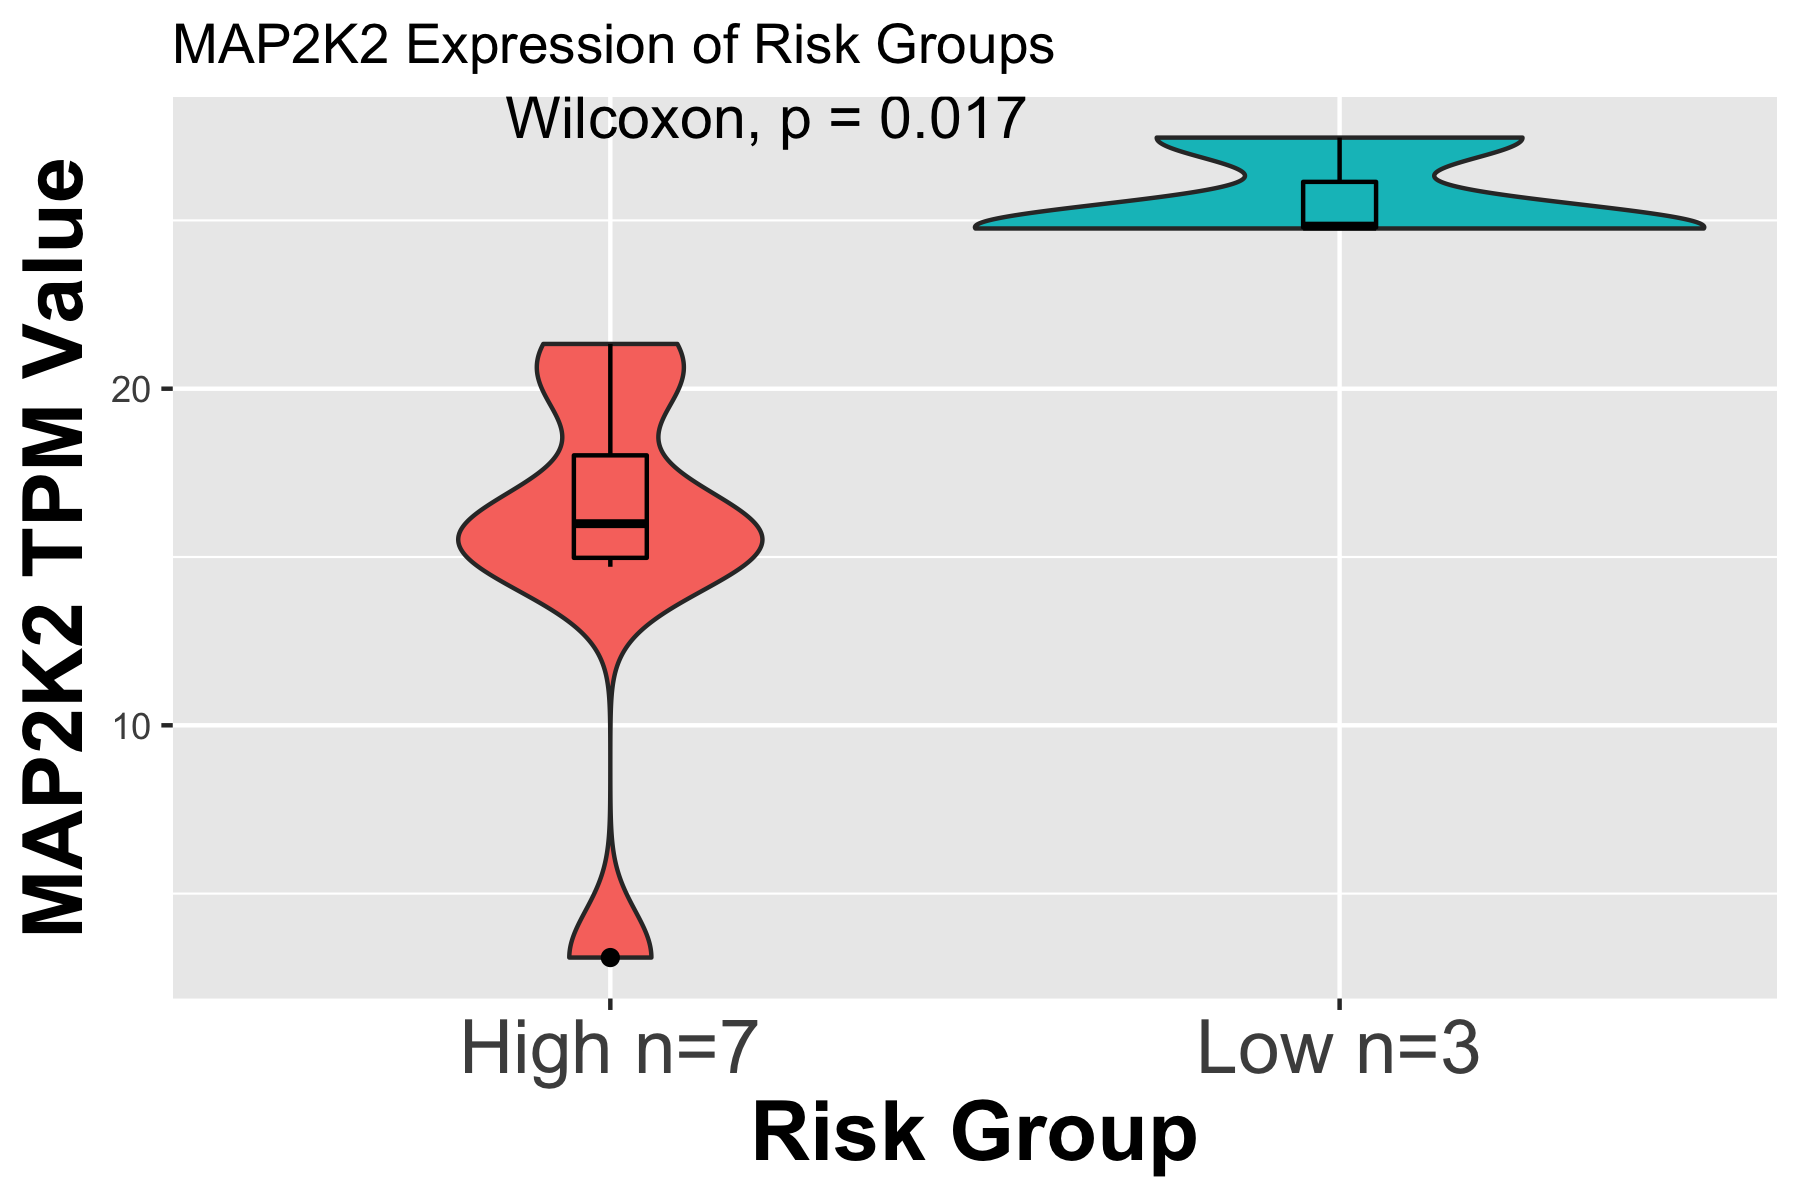 MAP2K2 Expression of Risk Groups
Wilcoxon, p = 0.017
MAP2K2 TPM Value
20
10
High n=7
Low n=3
Risk Group